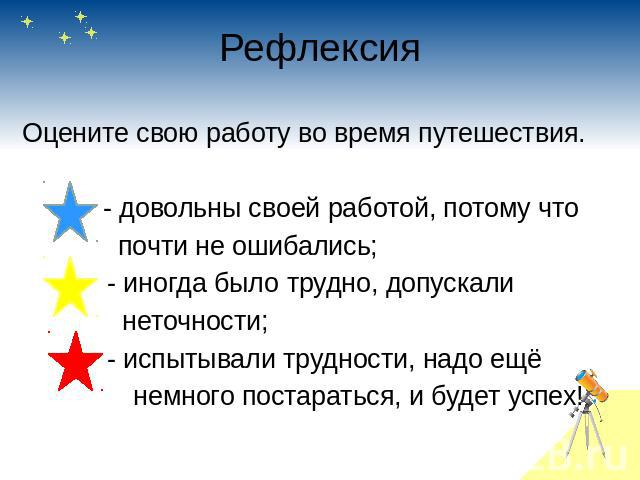 Рефлексия
Оцените свою работу во время путешествия.
- довольны своей работой, потому что
почти не ошибались;
- иногда было трудно, допускали
неточности;
- испытывали трудности, надо ещё
немного постараться, и будет успех!